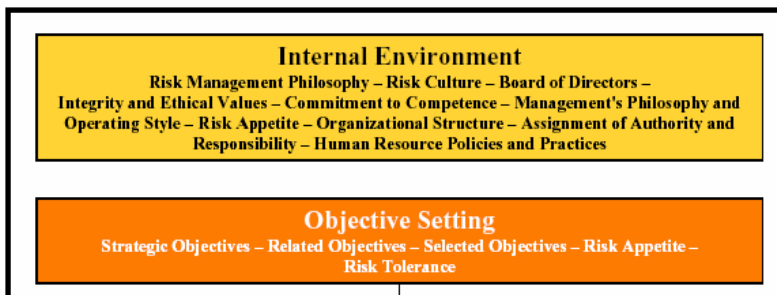 Internal Environment
Risk Management Philosophy – Risk Culture – Board of Directors –
Integrity and Ethical Values – Commitment to Competence – Management's Philosophy and
Operating Style – Risk Appetite – Organizational Structure – Assignment of Authority and
Responsibility – Human Resource Policies and Practices
Objective Setting
Strategic Objectives – Related Objectives – Selected Objectives – Risk Appetite –
Risk Tolerance